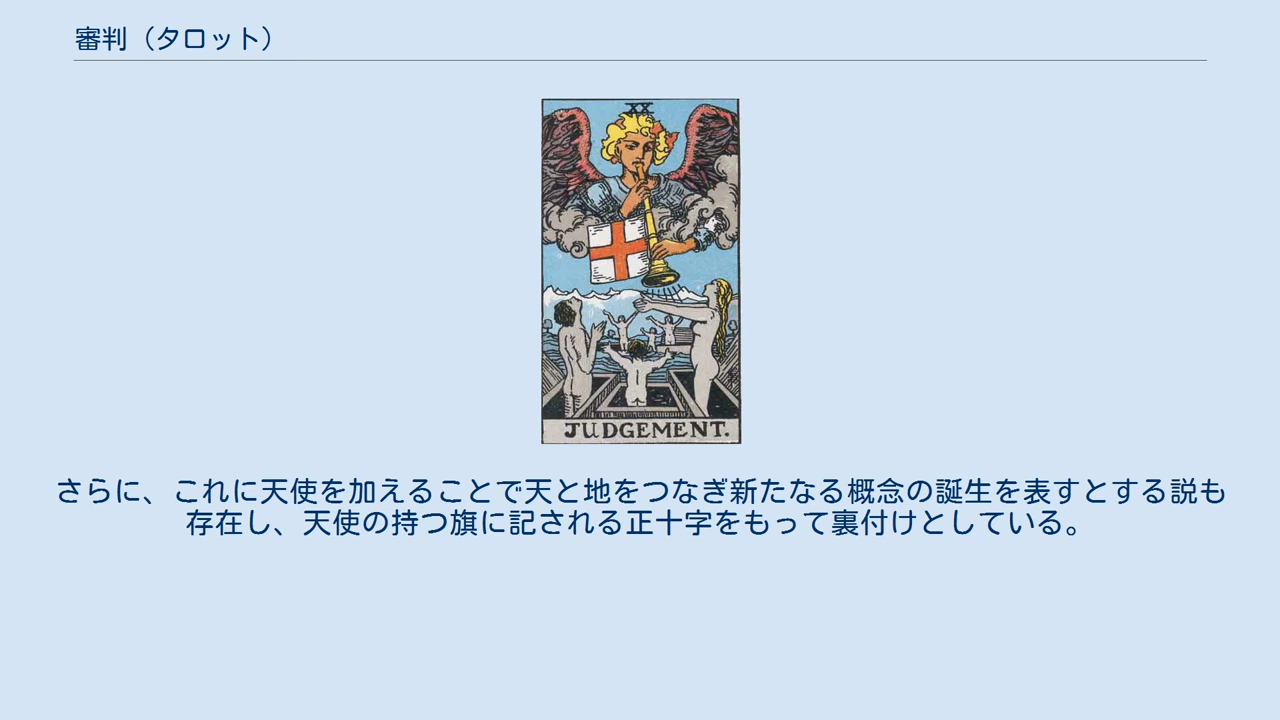 審判（タロット）
XX
JUDGEMENT.
さらに、これに天使を加えることで天と地をつなぎ新たなる概念の誕生を表すとする説も
存在し、天使の持つ旗に記される正十字をもって裏付けとしている。